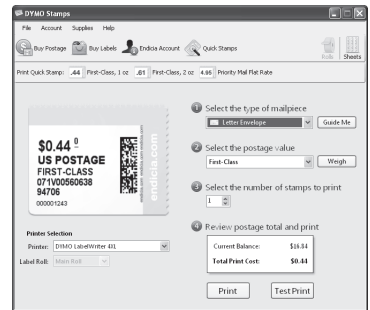 DYMO Stamps
File Account Supplies Help
Buy Postage Buy Labels Endicia Account Quick Stamps Rolls Sheets
Print Quick Stamp: .44 First-Class, 1 oz .61 First-Class, 2 oz 4.95 Priority Mail Flat Rate
$0.44 0
US POSTAGE
FIRST-CLASS
071V00560638
94706
000001243
endicia.com
Printer Selection
Printer: DYMO LabelWriter 4XL
Label Roll: Main Roll
1 Select the type of mailpiece
Letter Envelope Guide Me
2 Select the postage value
First-Class Weigh
3 Select the number of stamps to print
1
4 Review postage total and print
Current Balance: $16.84
Total Print Cost: $0.44
Print Test Print